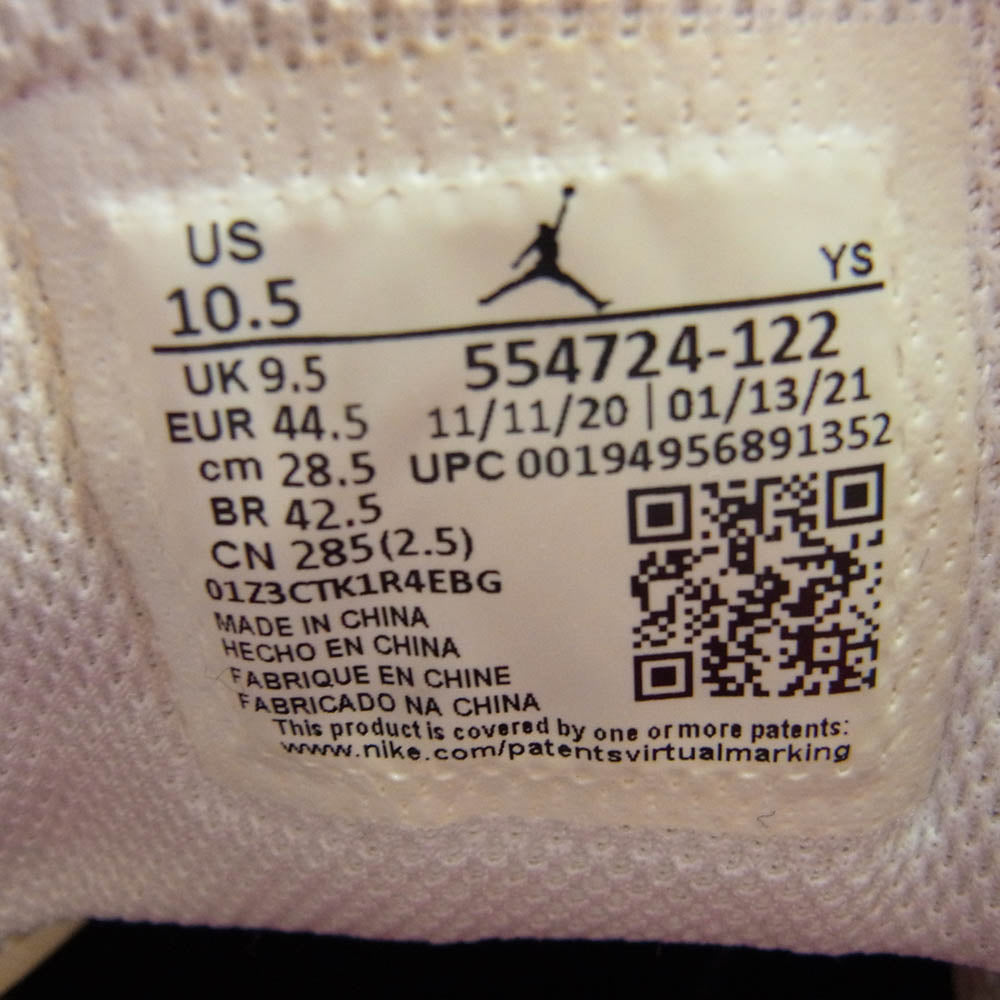 US
10.5
YS
UK 9.5
554724-122
EUR 44.5
11/11/20 | 01/13/21
cm 28.5
UPC 00194956891352
BR 42.5
CN 285(2.5)
01Z3CTK1R4EBG
MADE IN CHINA
HECHO EN CHINA
FABRIQUE EN CHINE
FABRICADO NA CHINA
This product is covered by one or more patents:
www.nike.com/patentsvirtualmarking